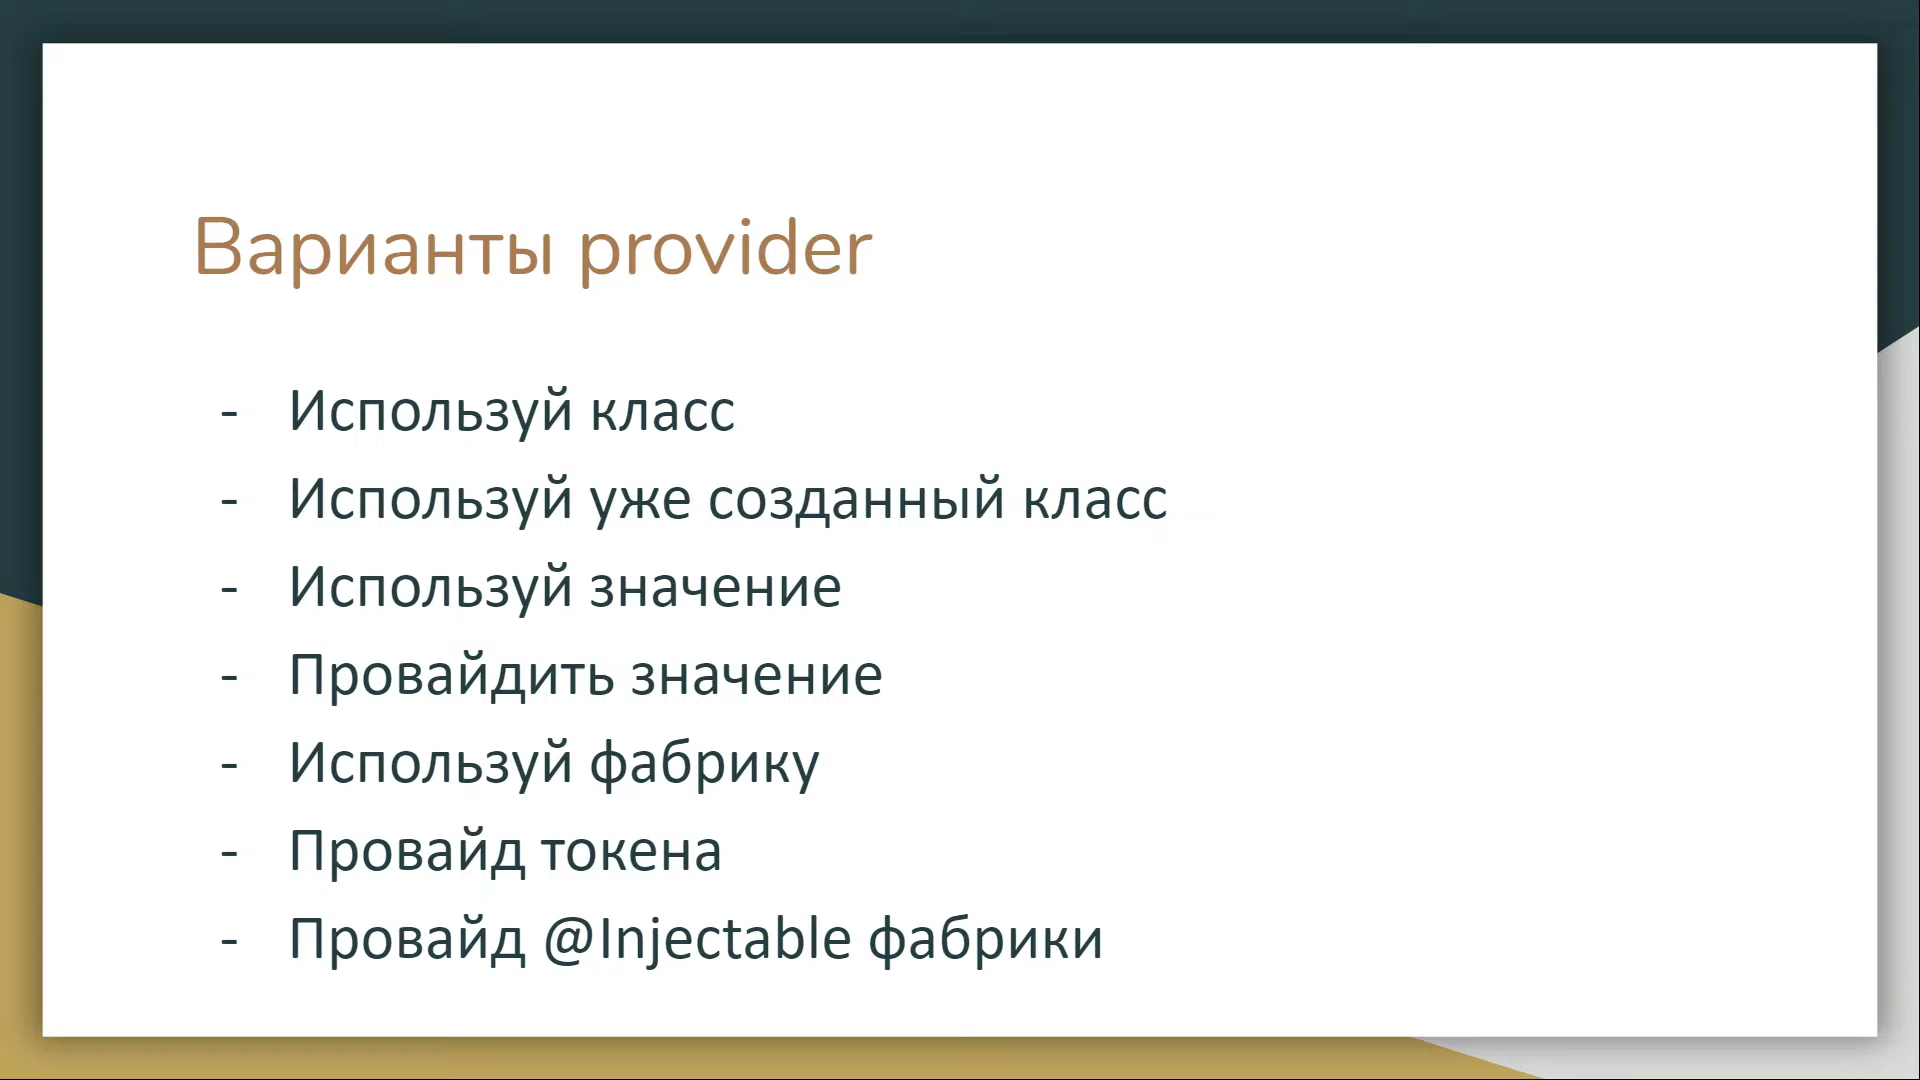 Варианты provider
- Используй класс
- Используй уже созданный класс
- Используй значение
- Провайдить значение
- Используй фабрику
- Провайд токена
- Провайд @Injectable фабрики